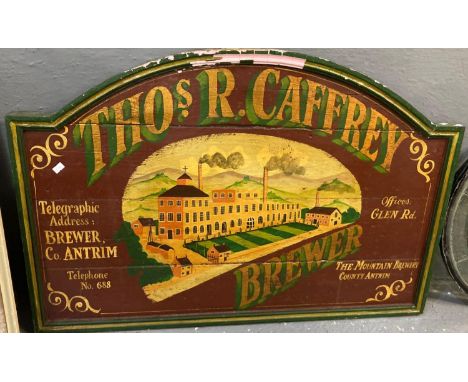 THOS R. CAFFREY
Telegraphic
Address:
BREWER,
CO ANTRIM
Telephone
No. 688
Offices.
GLEN RD.
BREWER
THE MOUNTAIN BREWERY
COUNTY ANTRIM